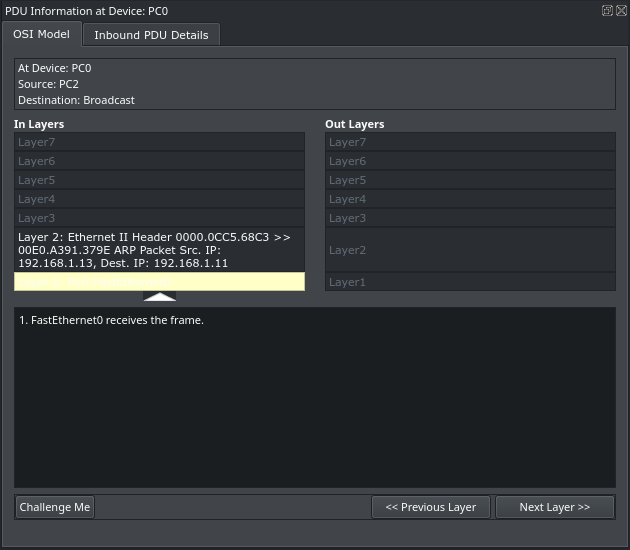 PDU Information at Device: PC0
OSI Model
Inbound PDU Details
At Device: PC0
Source: PC2
Destination: Broadcast
In Layers
Out Layers
Layer7
Layer7
Layer6
Layer6
Layer5
Layer5
Layer4
Layer4
Layer3
Layer3
Layer 2: Ethernet II Header 0000.0CC5.68C3 >>
00E0.A391.379E ARP Packet Src. IP:
192.168.1.13, Dest. IP: 192.168.1.11
Layer2
Layer1
1. FastEthernet0 receives the frame.
Challenge Me
<< Previous Layer
Next Layer >>